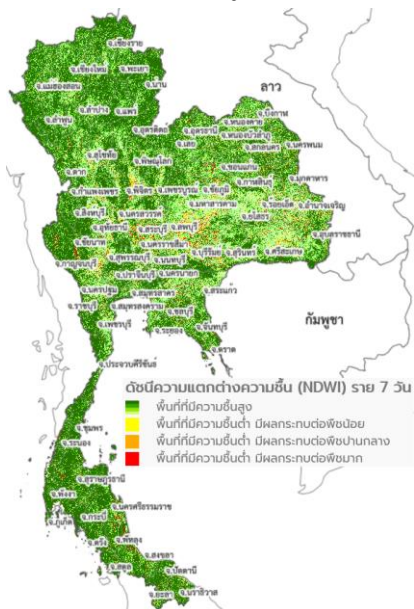 จ.เชียงราย
จ.เชียงใหม่
จ.พะเยา
จ.แม่ฮ่องสอน
จ.น่าน
ลาว
จ.ลำปาง
จ.แพร่
จ.ลำพูน
จ.บึงกาฬ
จ.หนองคาย
จ.อุตรดิตถ์
จ.อุดรธานี
จ.หนองบัวลำภู
จ.เลย
จ.สกลนคร
จ.นครพนม
จ.สุโขทัย
จ.พิษณุโลก
จ.ขอนแก่น
จ.ตาก
จ.กาฬสินธุ์
จ.มุกดาหาร
จ.กำแพงเพชร
จ.พิจิตร
จ.เพชรบูรณ์
จ.ชัยภูมิ
จ.มหาสารคาม
จ.ร้อยเอ็ด
จ.อำนาจเจริญ
จ.สิงห์บุรี
จ.นครสวรรค์
จ.ยโสธร
จ.อุทัยธานี
จ.สระบุรี
จ.ลพบุรี
จ.อุบลราชธานี
จ.ชัยนาท
จ.นครราชสีมา
จ.บุรีรัมย์
จ.สุรินทร์
จ.ศรีสะเกษ
จ.กาญจนบุรี
จ.สุพรรณบุรี
จ.นนทบุรี
จ.ปราจีนบุรี
จ.นครนายก
จ.นครปฐม
จ.สมุทรสาคร
จ.สระแก้ว
จ.ราชบุรี
จ.สมุทรสงคราม
จ.ชลบุรี
จ.เพชรบุรี
จ.ระยอง
จ.จันทบุรี
กัมพูชา
จ.ตราด
จ.ประจวบคีรีขันธ์
ดัชนีความแตกต่างความชื้น (NDWI) ราย 7 วัน
พื้นที่ที่มีความชื้นสูง
พื้นที่ที่มีความชื้นต่ำ มีผลกระทบต่อพืชน้อย
พื้นที่ที่มีความชื้นต่ำ มีผลกระทบต่อพืชปานกลาง
พื้นที่ที่มีความชื้นต่ำ มีผลกระทบต่อพืชมาก
จ.ชุมพร
จ.ระนอง
จ.สุราษฎร์ธานี
จ.พังงา
จ.นครศรีธรรมราช
จ.กระบี่
จ.ภูเก็ต
จ.ตรัง
จ.พัทลุง
จ.สงขลา
จ.สตูล
จ.ปัตตานี
จ.นราธิวาส
จ.ยะลา